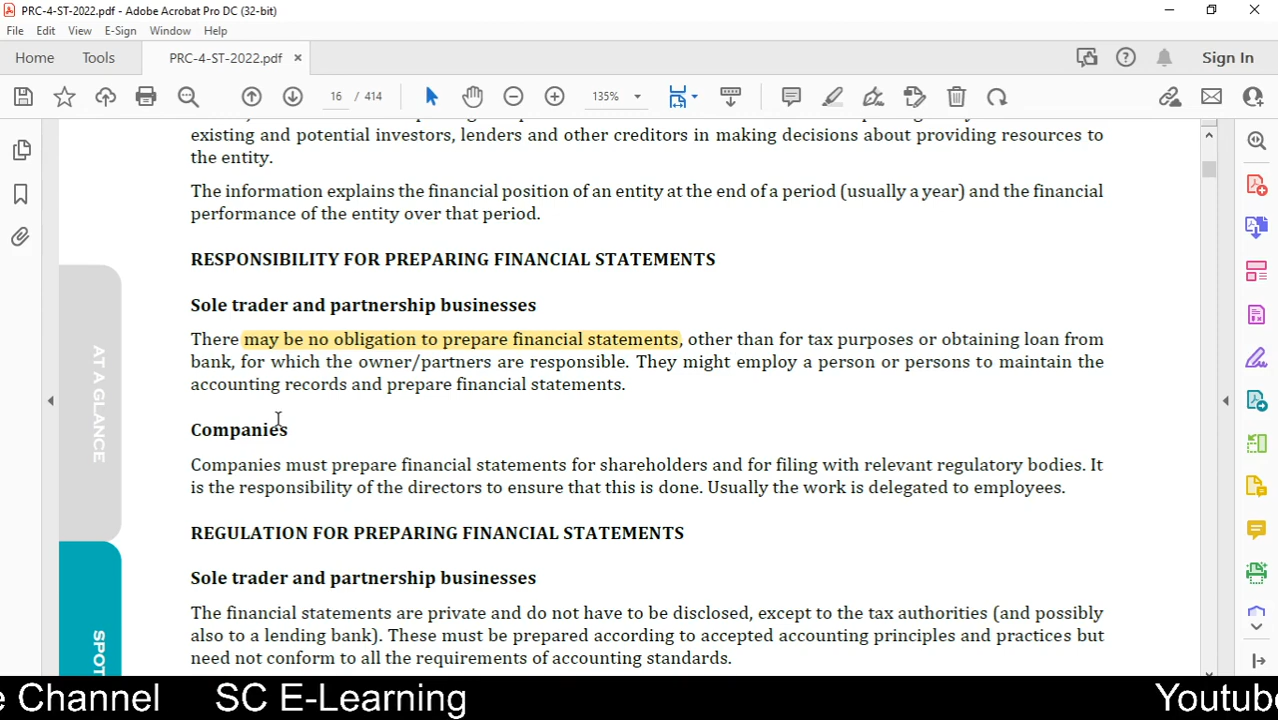 PRC-4-ST-2022.pdf - Adobe Acrobat Pro DC (32-bit)
File Edit View E-Sign Window Help
Home Tools PRC-4-ST-2022.pdf × Sign In
16 / 414 135%
existing and potential investors, lenders and other creditors in making decisions about providing resources to
the entity.
The information explains the financial position of an entity at the end of a period (usually a year) and the financial
performance of the entity over that period.
RESPONSIBILITY FOR PREPARING FINANCIAL STATEMENTS
Sole trader and partnership businesses
There may be no obligation to prepare financial statements, other than for tax purposes or obtaining loan from
bank, for which the owner/partners are responsible. They might employ a person or persons to maintain the
accounting records and prepare financial statements.
AT A GLANCE
Companies
Companies must prepare financial statements for shareholders and for filing with relevant regulatory bodies. It
is the responsibility of the directors to ensure that this is done. Usually the work is delegated to employees.
REGULATION FOR PREPARING FINANCIAL STATEMENTS
Sole trader and partnership businesses
The financial statements are private and do not have to be disclosed, except to the tax authorities (and possibly
also to a lending bank). These must be prepared according to accepted accounting principles and practices but
need not conform to all the requirements of accounting standards.
SPOT
e Channel SC E-Learning Youtube